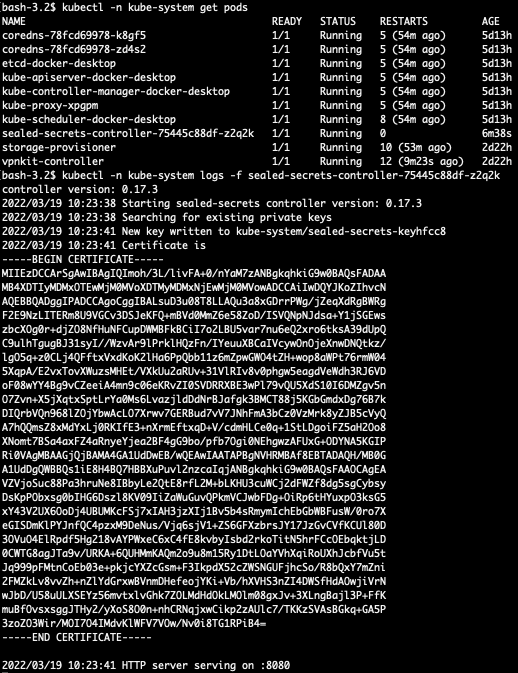 [bash-3.2$ kubectl -n kube-system get pods
NAME READY STATUS RESTARTS AGE
coredns-78fcd69978-k8gf5 1/1 Running 5 (54m ago) 5d13h
coredns-78fcd69978-zd4s2 1/1 Running 5 (54m ago) 5d13h
etcd-docker-desktop 1/1 Running 5 (54m ago) 5d13h
kube-apiserver-docker-desktop 1/1 Running 5 (54m ago) 5d13h
kube-controller-manager-docker-desktop 1/1 Running 5 (54m ago) 5d13h
kube-proxy-xpgpm 1/1 Running 5 (54m ago) 5d13h
kube-scheduler-docker-desktop 1/1 Running 8 (54m ago) 5d13h
sealed-secrets-controller-75445c88df-z2q2k 1/1 Running 0 6m38s
storage-provisioner 1/1 Running 10 (53m ago) 2d22h
vpnkit-controller 1/1 Running 12 (9m23s ago) 2d22h
[bash-3.2$ kubectl -n kube-system logs -f sealed-secrets-controller-75445c88df-z2q2k
controller version: 0.17.3
2022/03/19 10:23:38 Starting sealed-secrets controller version: 0.17.3
2022/03/19 10:23:38 Searching for existing private keys
2022/03/19 10:23:41 New key written to kube-system/sealed-secrets-keyhfcc8
2022/03/19 10:23:41 Certificate is
-----BEGIN CERTIFICATE-----
MIIEzDCCArSgAwIBAgIQImoh/3L/livFA+0/nYaM7zANBgkqhkiG9w0BAQsFADAA
MB4XDTIyMDMxOTEwMjM0MVoXDTMyMDMxNjEwMjM0MVowADCCAiIwDQYJKoZIhvcN
AQEBBQADggIPADCCAgoCggIBALsuD3u08T8LLAQu3a8xGDrrPWg/jZeqXdRgBWRg
F2E9NzLITERm8U9VGCv3DSJeKFQ+mBVd0MmZ6e58ZoD/ISVQNpNJdsa+Y1jSGEws
zbcXOg0r+djZO8NfHuNFCupDWMBFkBCiI7o2LBU5var7nu6eQ2xro6tksA39dUpQ
C9ulhTgugBJ31syI//WzvAr9lPrklHQzFn/IYeuuXBCaIVcywOnOjeXnwDNQtkz/
lgO5q+z0CLj4QFftxVxdKoK2lHa6PpQbb11z6mZpwGWO4tZH+wop8aWPt76rmW04
5XqpA/E2vxTovXWuzsMHEt/VXkUu2aRUv+31VlRIv8v0phgw5eagdVeWdh3RJ6VD
oF08wYY4Bg9vCZeeiA4mn9c06eKRvZI0SVDRRXBE3wPl79vQU5XdS10I6DMZgv5n
O7Zvn+X5jXqtxSptLrYa0Ms6LvazjldDdNrBJafgk3BMCT88j5KGbGmdxDg76B7k
DIQrbVQn968lZOjYbwAcLO7Xrwv7GERBud7vV7JNhFmA3bCz0VzMrk8yZJB5cVyQ
A7hQQmsZ8xMdYxLj0RKIfE3+nXrmEftxqD+V/cdmHLCe0q+1StLDgoiFZ5aH2Oo8
XNomt7BSa4axFZ4aRnyeYjea2BF4gG9bo/pfb7Ogi0NEhgwzAFUxG+ODYNA5KGIP
Ri0VAgMBAAGjQjBAMA4GA1UdDwEB/wQEAwIAATAPBgNVHRMBAf8EBTADAQH/MB0G
A1UdDgQWBBQs1iE8H4BQ7HBBXuPuvl2nzcaIqjANBgkqhkiG9w0BAQsFAAOCAgEA
VZVjoSuc88Pa3hruNe8IBbyLe2QtE8rfL2M+bLKHU3cuWCj2dFWZf8dg5sgCybsy
DsKpPObxsg0bIHG6Dszl8KV09IiZaWuGuvQPkmVCJwbFDg+OiRp6tHYuxpO3ksG5
xY43V2UX6OoDj4UBUMKcFSj7xIAH3jzXIj1Bv5b4sRmymIchEbGbWBFusW/0ro7X
eGISDmKlPYJnfQC4pzxM9DeNus/Vjq6sjV1+ZS6GFXzbrsJY17JzGvCVfKCUl80D
3OVuO4ElRpdf5Hg218vAYPWxeC6xC4fE8kvbyIsbd2rkoTitN5hrFCcOEbqktjLD
0CWTG8agJTa9v/URKA+6QUHMmKAQm2o9u8m15Ry1DtLOaYVhXqiRoUXhJcbfVu5t
Jq999pFMtnCoEb03e+pkjcYXZcGsm+F3IkpdX52cZWSNGUFjhcSo/R8bQxY7mZni
2FMZkLv8vvZh+nZlYdGrxwBVnmDHefeojYKi+Vb/hXVHS3nZI4DWSfHdAOwjiVrN
wJbD/U58uULXSEYz56mvtxlvGhk7ZOLMdHdOkLMOlm08gxJv+3XLngBajl3P+FfK
muBfOvsxsggJTHy2/yXoS8O0n+nhCRNqjxwCikp2zAUlc7/TKKzSVAsBGkq+GA5P
3zoZO3Wir/MOI7O4IMdvKlWFV7VOw/Nv0i8TG1RPiB4=
-----END CERTIFICATE-----
2022/03/19 10:23:41 HTTP server serving on :8080